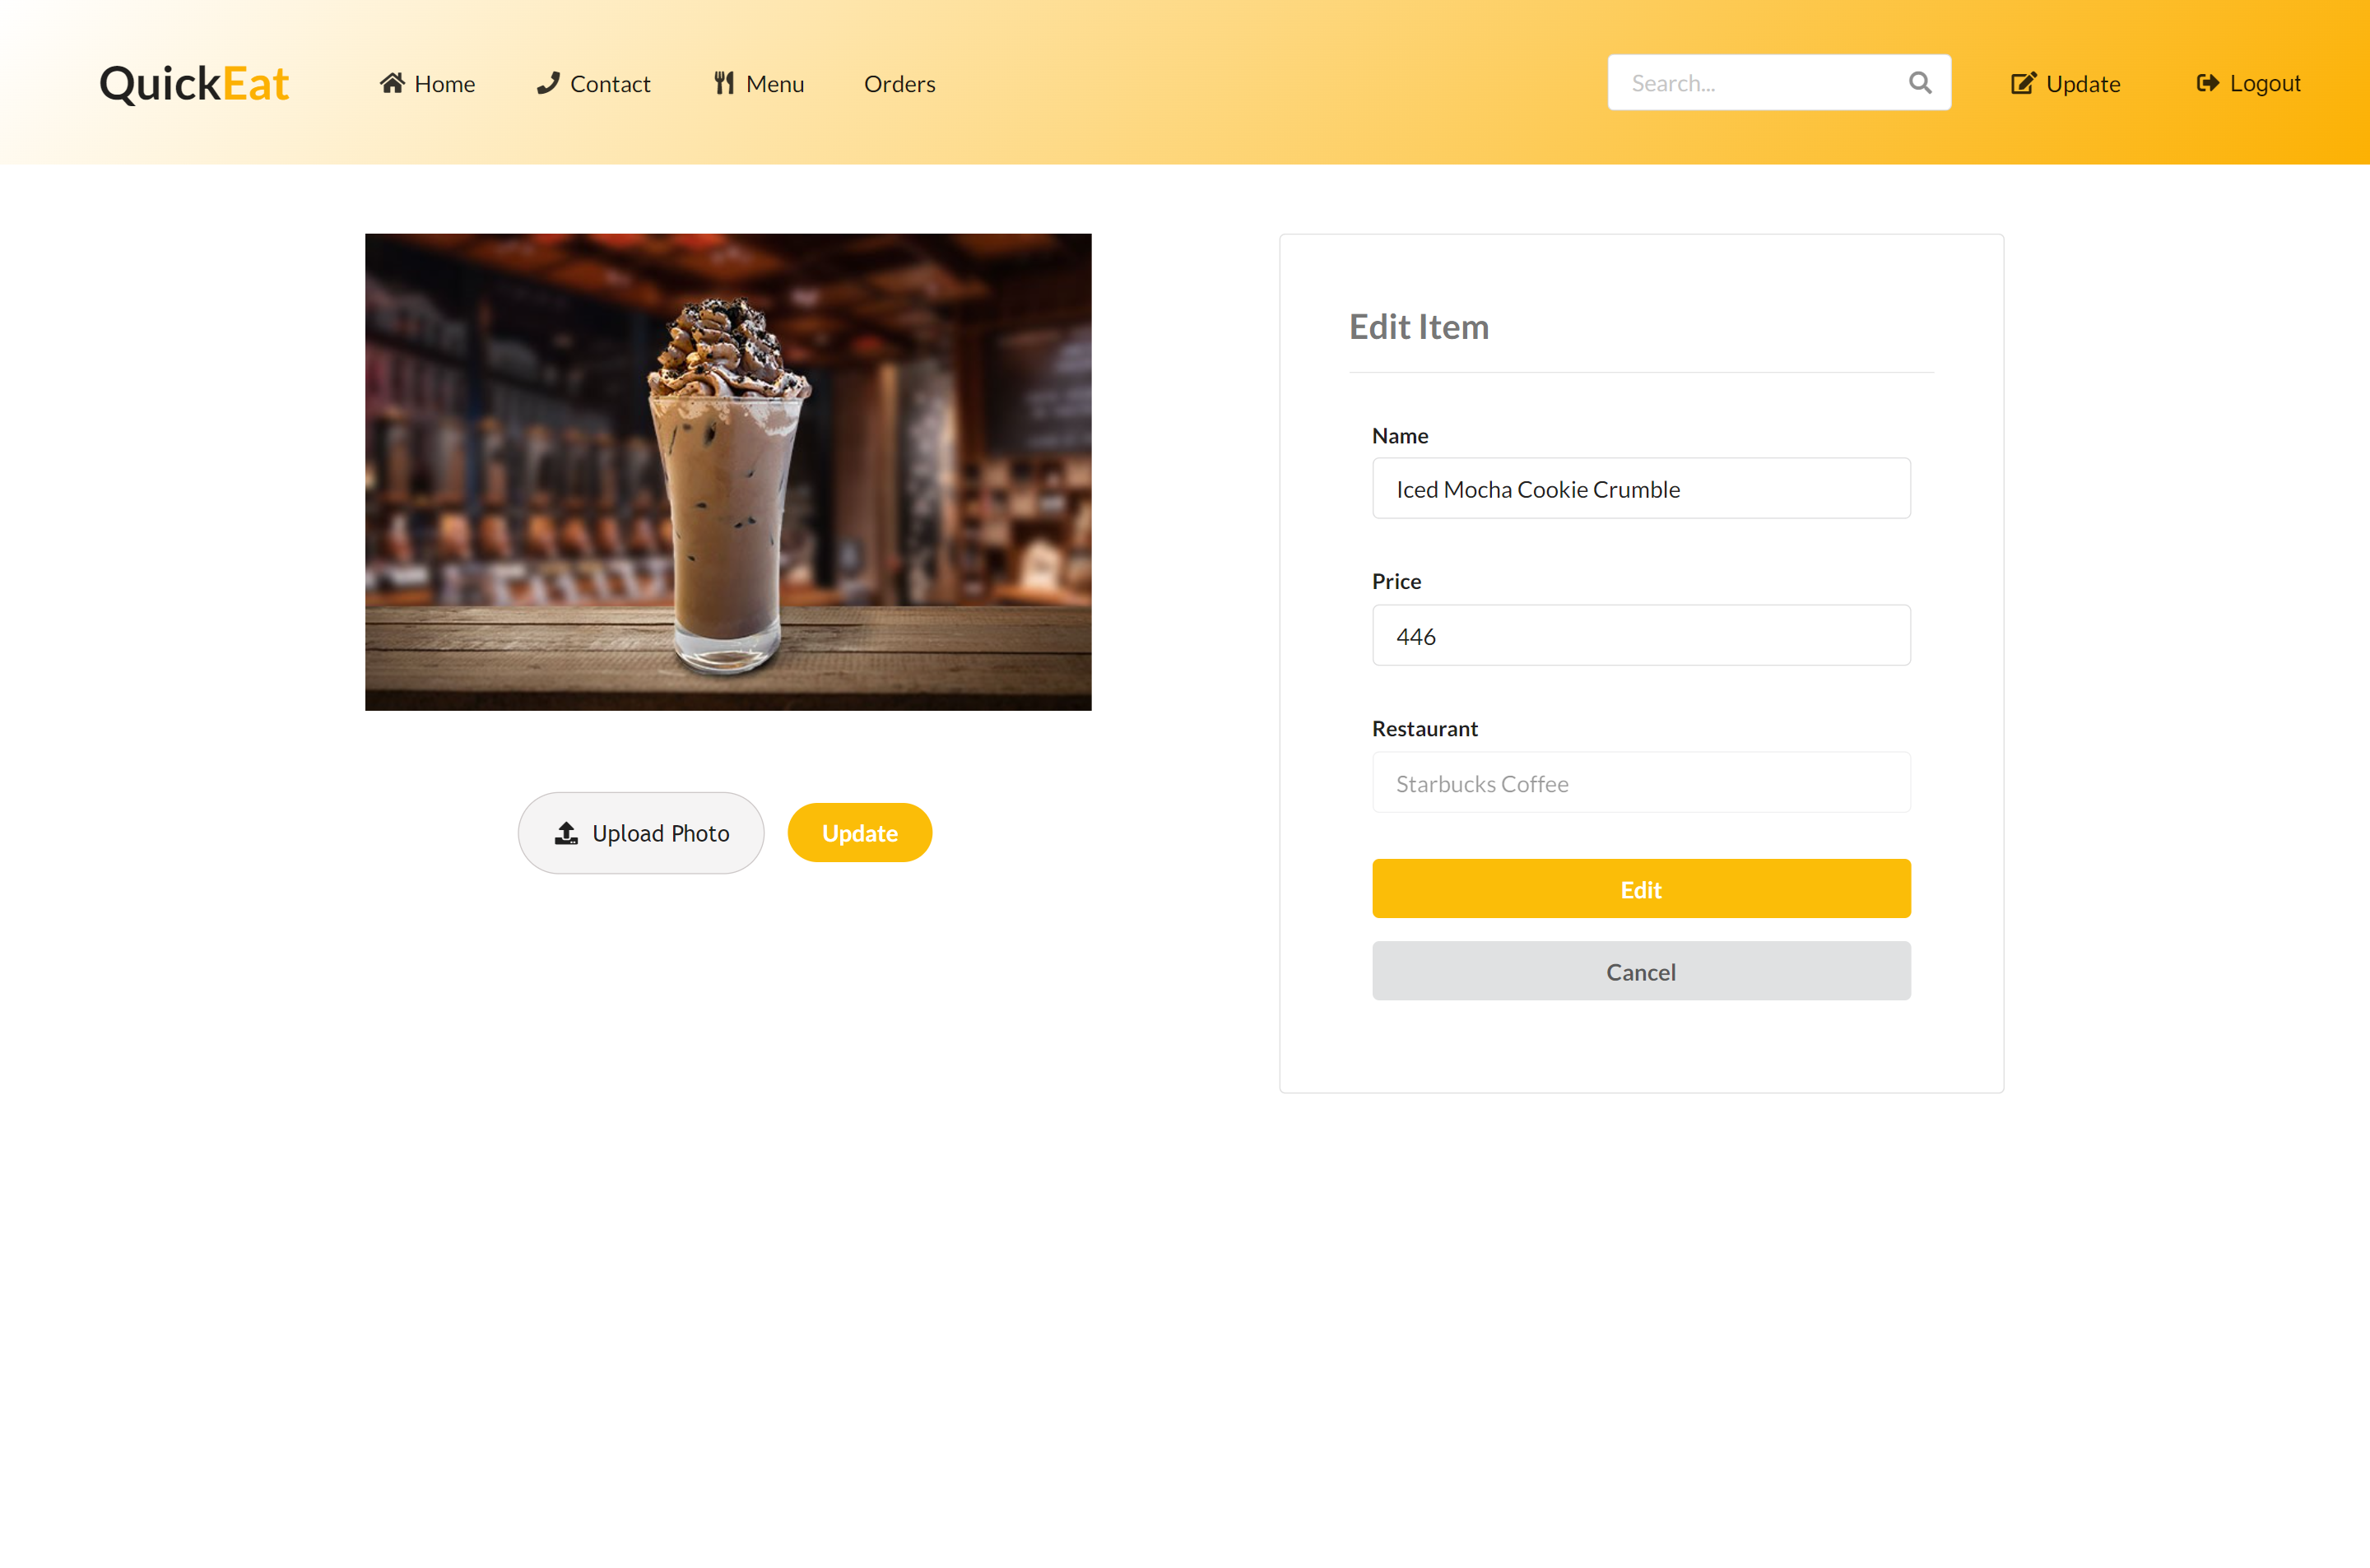 QuickEat
Home
Contact
Menu
Orders
Search...
Update
Logout
Upload Photo
Update
Edit Item
Name
Iced Mocha Cookie Crumble
Price
446
Restaurant
Starbucks Coffee
Edit
Cancel